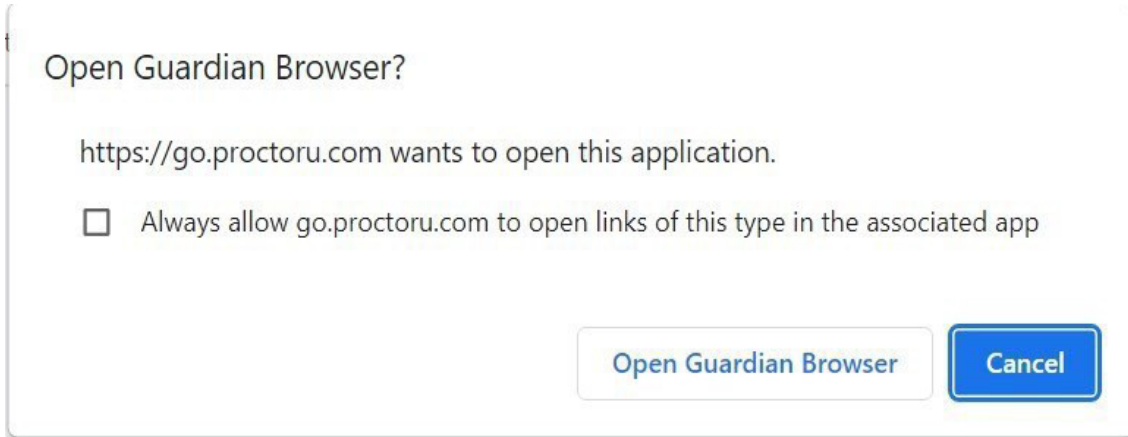 Open Guardian Browser?
https://go.proctoru.com wants to open this application.
Always allow go.proctoru.com to open links of this type in the associated app
Open Guardian Browser
Cancel